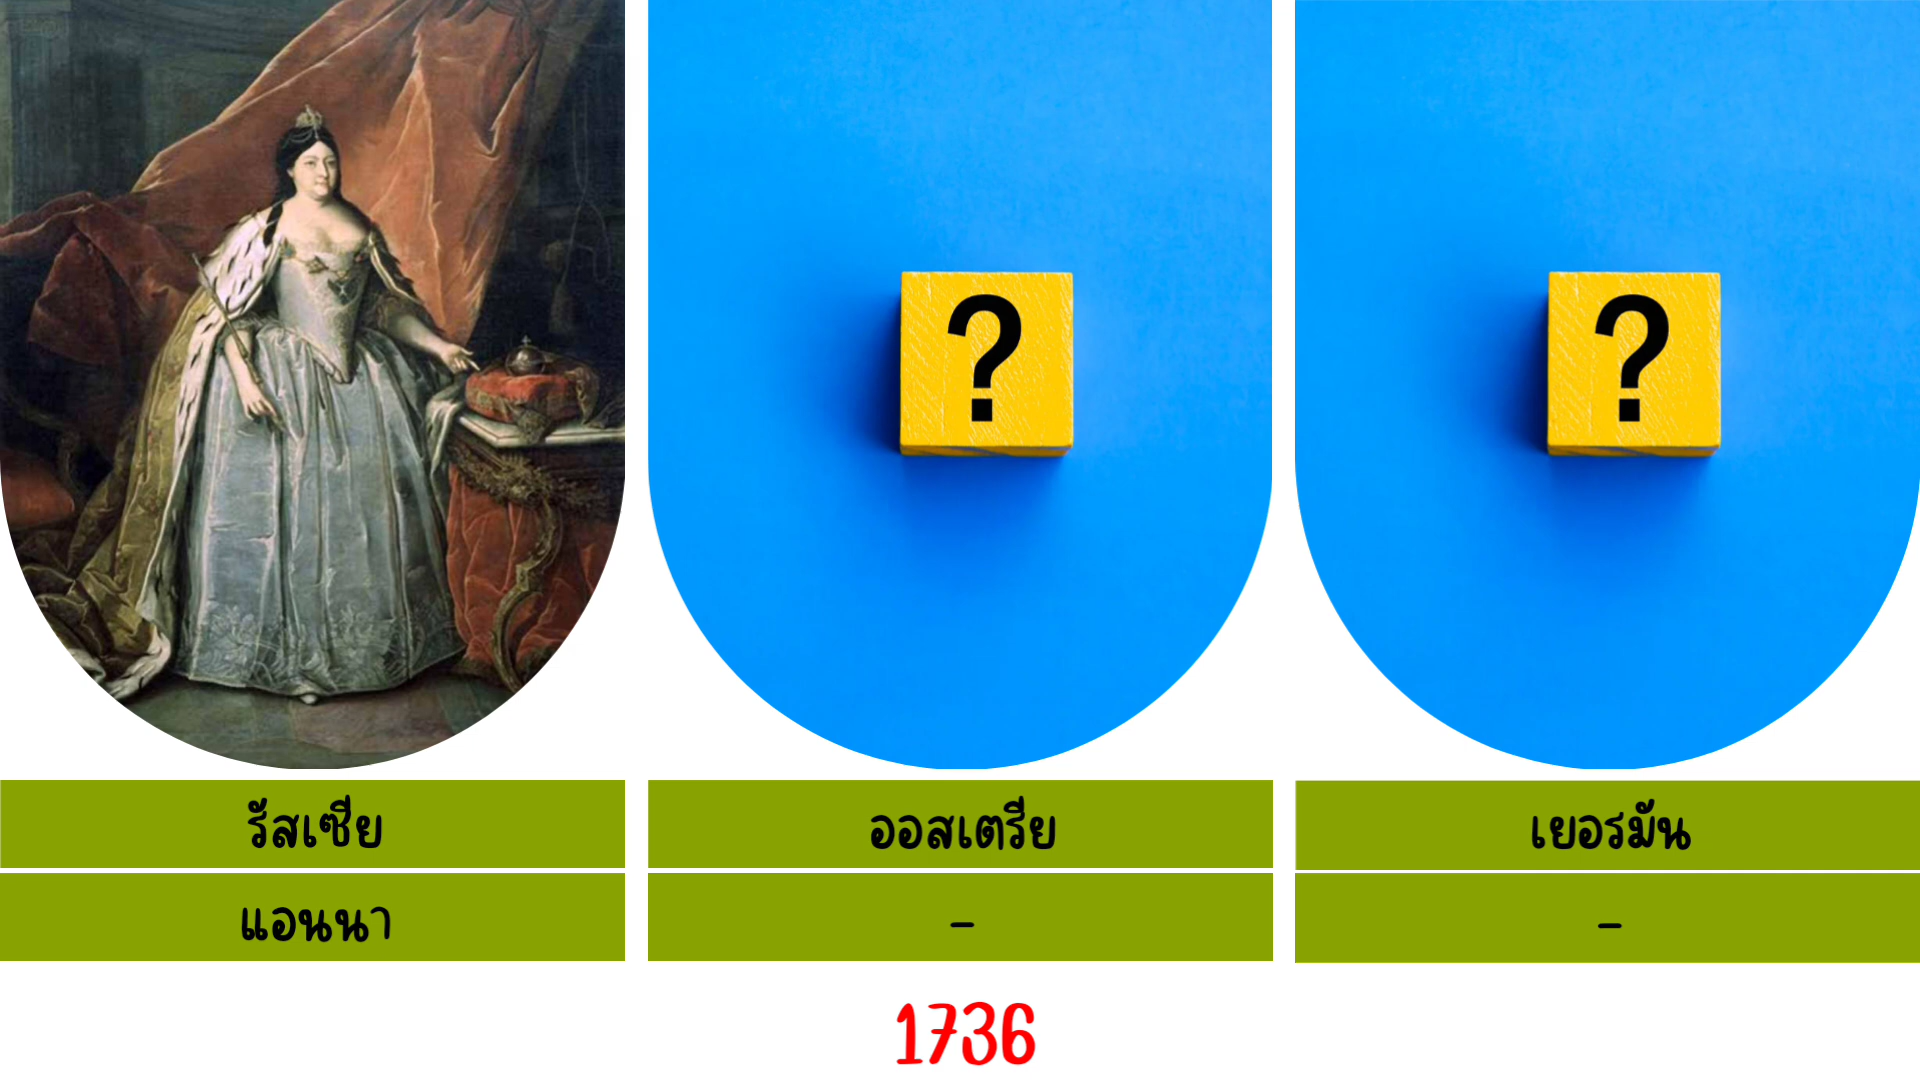 ?
?
รัสเซีย
ออสเตรีย
เยอรมัน
แอนนา
-
-
1736